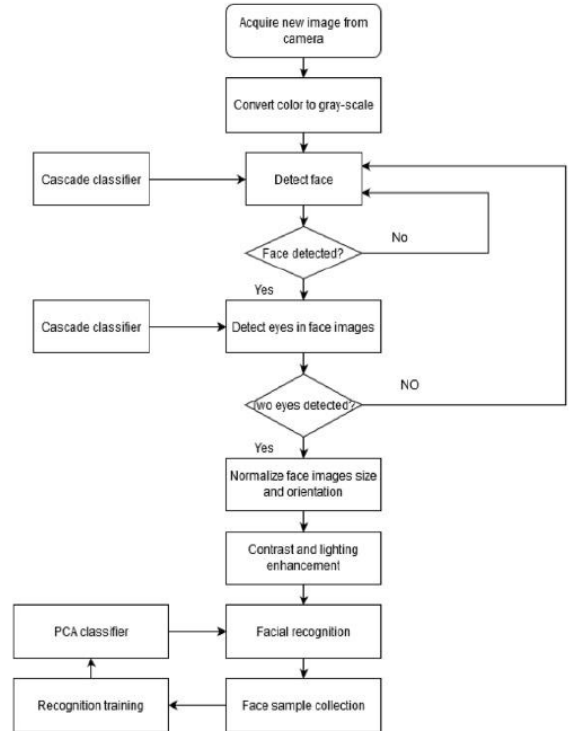 Acquire new image from
camera
Convert color to gray-scale
Cascade classifier
Detect face
Face detected?
No
Yes
Cascade classifier
Detect eyes in face images
Two eyes detected?
NO
Yes
Normalize face images size
and orientation
Contrast and lighting
enhancement
PCA classifier
Facial recognition
Recognition training
Face sample collection